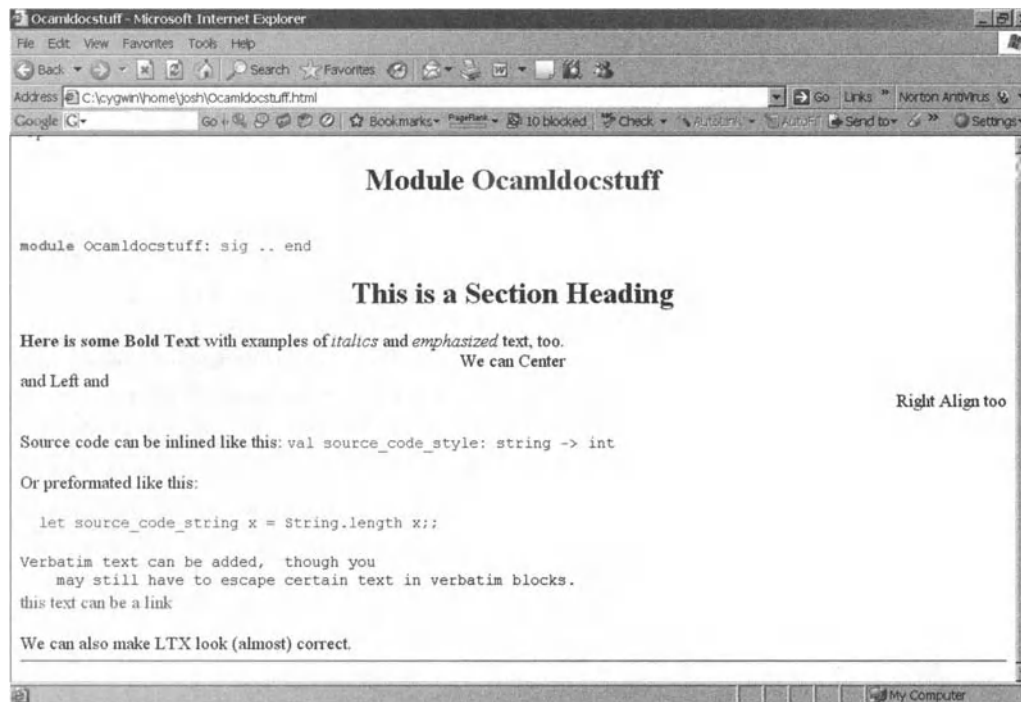 Ocamldocstuff - Microsoft Internet Explorer
File Edit View Favorites Tools Help
Back Search Favorites
Address C:\cygwin\home\josh\Ocamldocstuff.html Go Links » Norton AntiVirus
Google G Go Bookmarks PageRank 10 blocked Check AutoLink AutoFill Send to » Settings
Module Ocamldocstuff
module Ocamldocstuff: sig .. end
This is a Section Heading
Here is some Bold Text with examples of italics and emphasized text, too.
We can Center
and Left and
Right Align too
Source code can be inlined like this: val source_code_style: string -> int
Or preformated like this:
let source_code_string x = String.length x;;
Verbatim text can be added, though you
may still have to escape certain text in verbatim blocks.
this text can be a link
We can also make LTX look (almost) correct.
My Computer